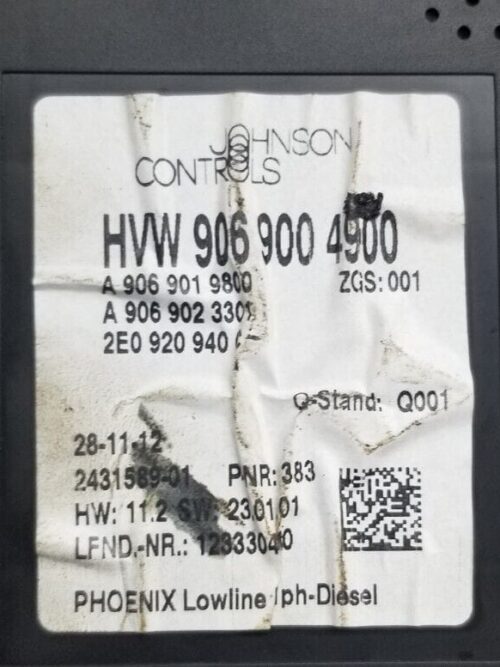 JOHNSON
CONTROLS
HVW 906 900 4900
A 906 901 9800 ZGS: 001
A 906 902
2E0 920 940
Q-Stand: Q001
28-11-12
2431589-01 PNR: 383
HW: 11.2 SW: 230101
LFND.-NR.: 12333040
PHOENIX Lowline lph-Diesel